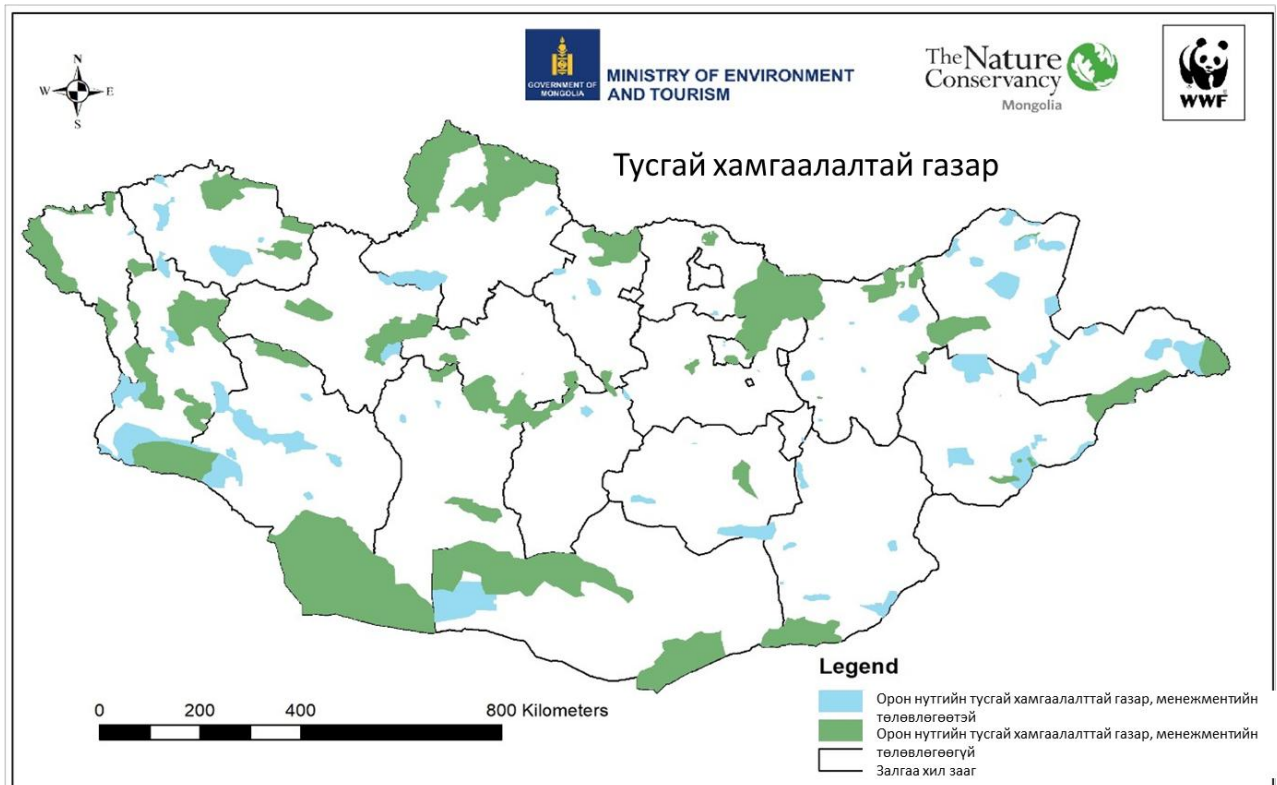 N
W E
S
GOVERNMENT OF
MONGOLIA
MINISTRY OF ENVIRONMENT
AND TOURISM
The Nature
Conservancy
Mongolia
WWF
Тусгай хамгаалалтай газар
0 200 400 800 Kilometers
Legend
Орон нутгийн тусгай хамгаалалттай газар, менежментийн
төлөвлөгөөтэй
Орон нутгийн тусгай хамгаалалттай газар, менежментийн
төлөвлөгөөгүй
Залгаа хил зааг